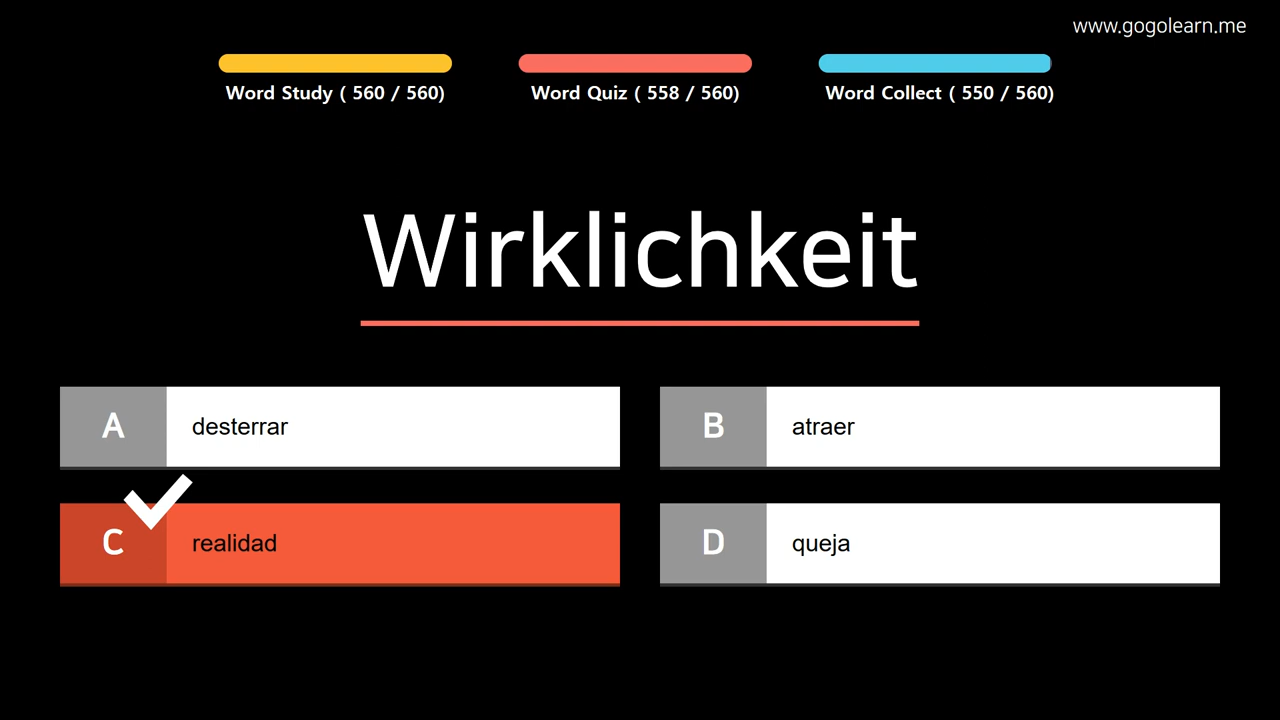 www.gogolearn.me
Word Study ( 560 / 560)
Word Quiz ( 558 / 560)
Word Collect ( 550 / 560)
Wirklichkeit
A desterrar
B atraer
C realidad
D queja